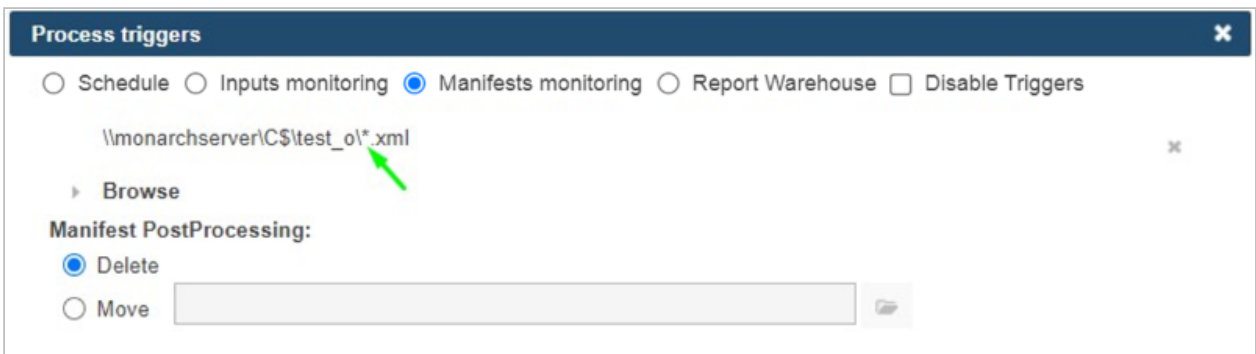 Process triggers
Schedule Inputs monitoring Manifests monitoring Report Warehouse Disable Triggers
\\monarchserver\C$\test_o\*.xml
Browse
Manifest PostProcessing:
Delete
Move